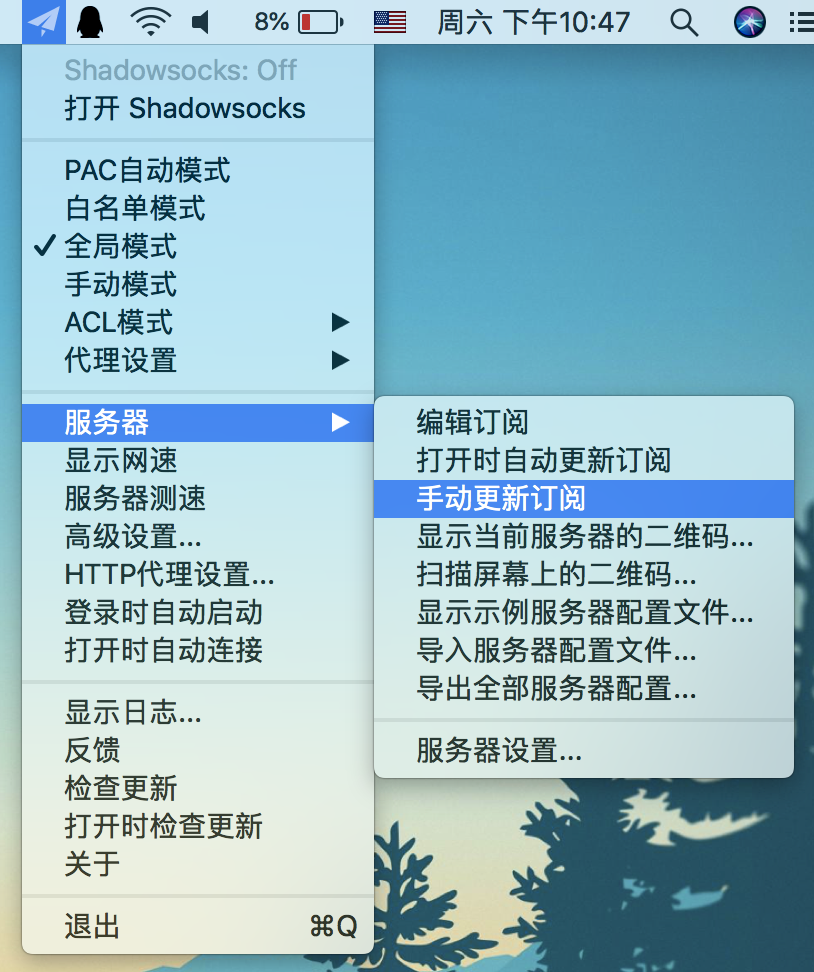 8% 周六 下午10:47
Shadowsocks: Off
打开 Shadowsocks
PAC自动模式
白名单模式
全局模式
手动模式
ACL模式
代理设置
服务器
显示网速
服务器测速
高级设置...
HTTP代理设置...
登录时自动启动
打开时自动连接
显示日志...
反馈
检查更新
打开时检查更新
关于
退出 ⌘Q
编辑订阅
打开时自动更新订阅
手动更新订阅
显示当前服务器的二维码...
扫描屏幕上的二维码...
显示示例服务器配置文件...
导入服务器配置文件...
导出全部服务器配置...
服务器设置...